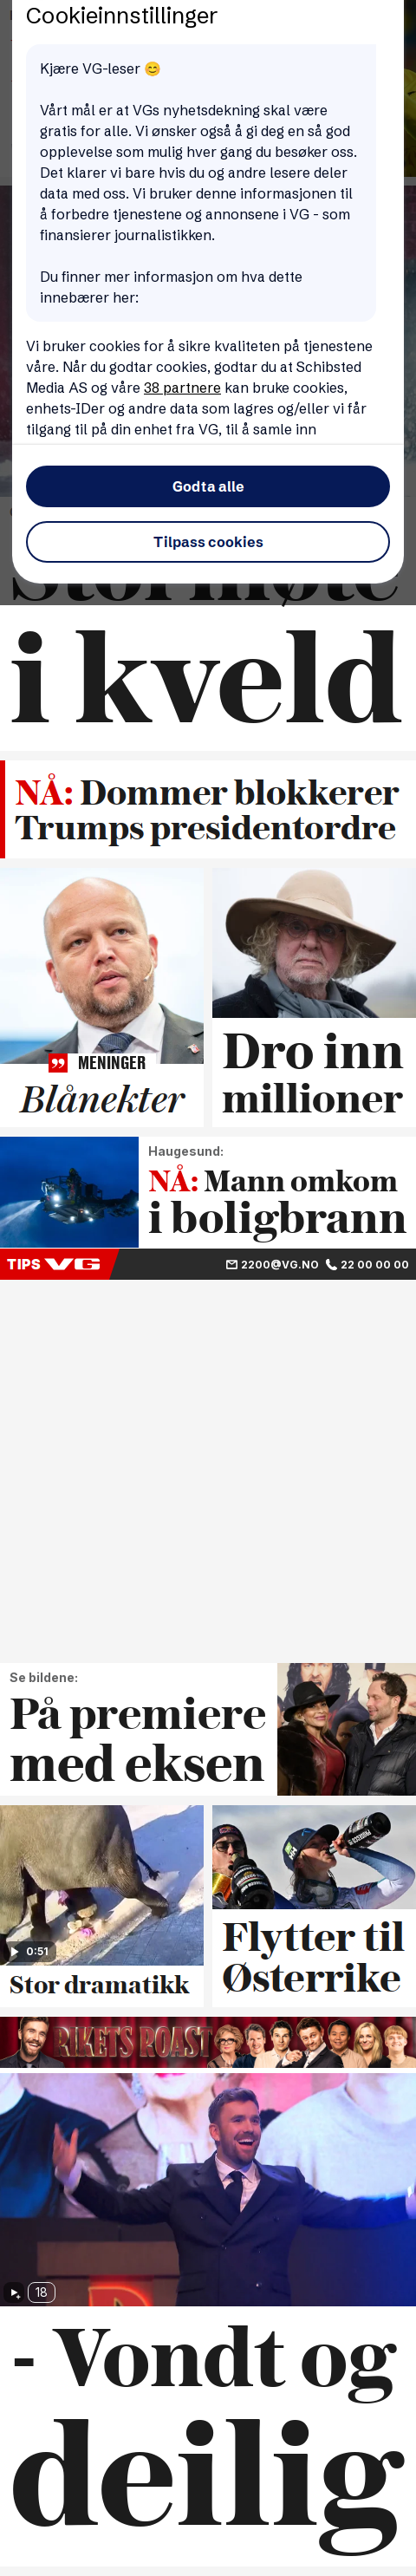 Cookieinnstillinger
Kjære VG-leser 😊
Vårt mål er at VGs nyhetsdekning skal være
gratis for alle. Vi ønsker også å gi deg en så god
opplevelse som mulig hver gang du besøker oss.
Det klarer vi bare hvis du og andre lesere deler
data med oss. Vi bruker denne informasjonen til
å forbedre tjenestene og annonsene i VG - som
finansierer journalistikken.
Du finner mer informasjon om hva dette
innebærer her:
Vi bruker cookies for å sikre kvaliteten på tjenestene
våre. Når du godtar cookies, godtar du at Schibsted
Media AS og våre 38 partnere kan bruke cookies,
enhets-IDer og andre data som lagres og/eller vi får
tilgang til på din enhet fra VG, til å samle inn
Godta alle
Tilpass cookies
Stormøte
i kveld
NÅ: Dommer blokkerer
Trumps presidentordre
MENINGER
Blånekter
Dro inn
millioner
Haugesund:
NÅ: Mann omkom
i boligbrann
TIPS VG 2200@VG.NO 22 00 00 00
Se bildene:
På premiere
med eksen
0:51
Stor dramatikk
Flytter til
Østerrike
RIKETS ROAST
18
- Vondt og
deilig